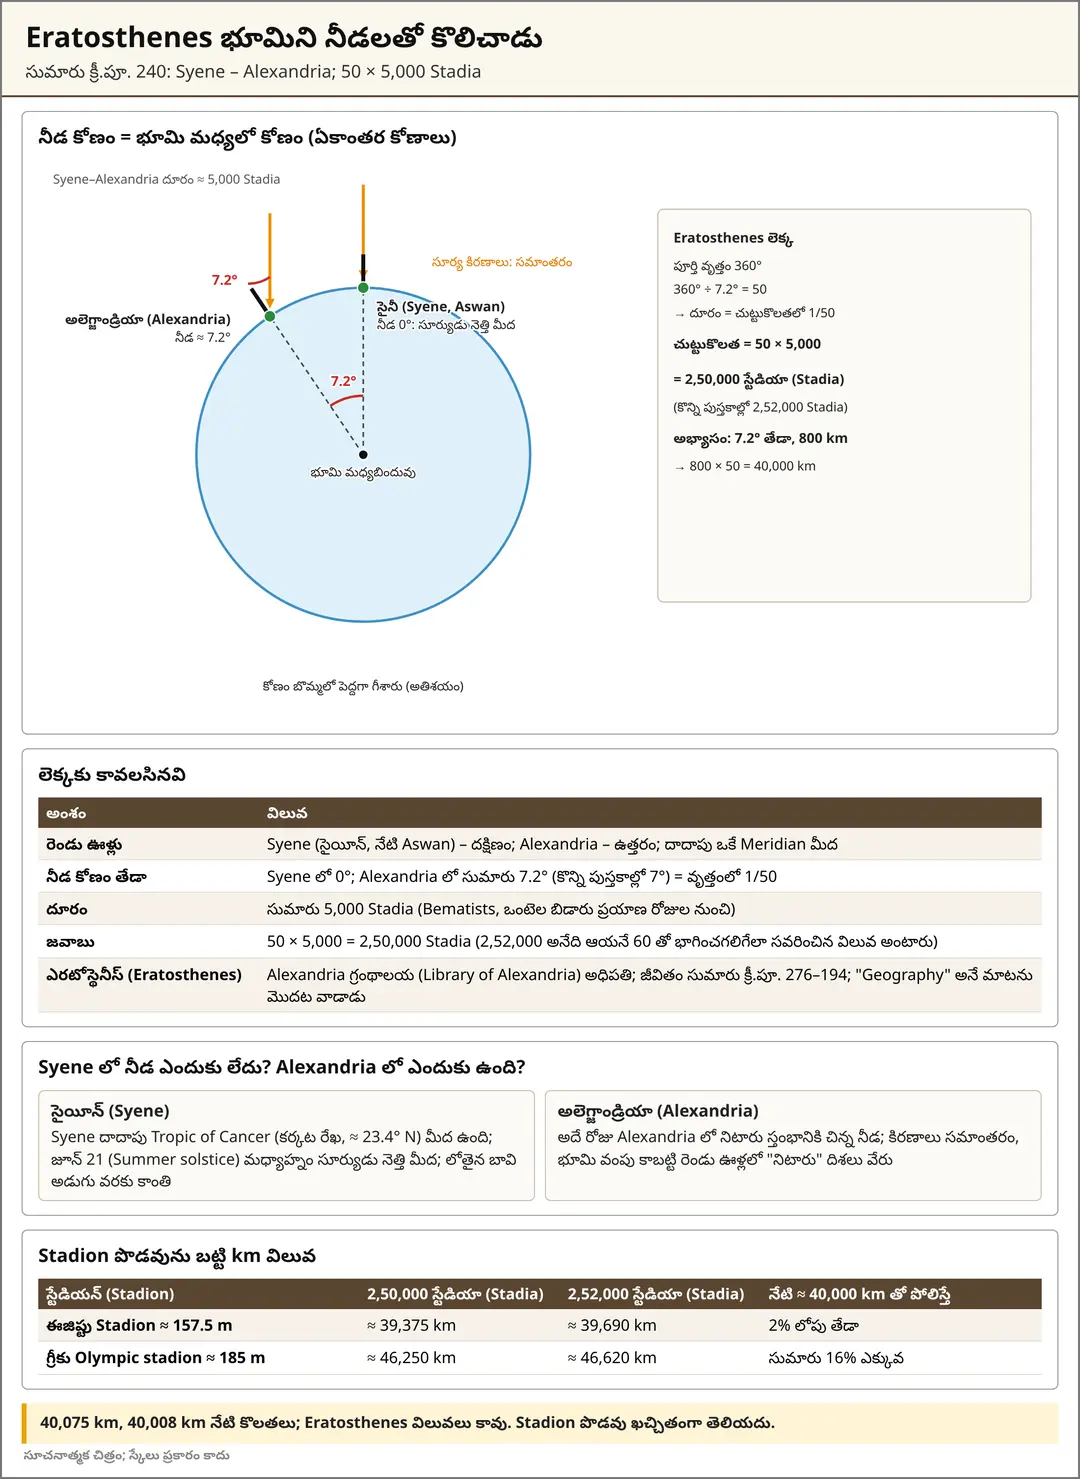 Eratosthenes భూమిని నీడలతో కొలిచాడు
సుమారు క్రీ.పూ. 240: Syene – Alexandria; 50 × 5,000 Stadia
నీడ కోణం = భూమి మధ్యలో కోణం (ఏకాంతర కోణాలు)
Syene–Alexandria దూరం ≈ 5,000 Stadia
సూర్య కిరణాలు: సమాంతరం
7.2°
సైనీ (Syene, Aswan)
నీడ 0°: సూర్యుడు నెత్తి మీద
అలెగ్జాండ్రియా (Alexandria)
నీడ ≈ 7.2°
7.2°
భూమి మధ్యబిందువు
కోణం బొమ్మలో పెద్దగా గీశారు (అతిశయం)
Eratosthenes లెక్క
పూర్తి వృత్తం 360°
360° ÷ 7.2° = 50
→ దూరం = చుట్టుకొలతలో 1/50
చుట్టుకొలత = 50 × 5,000
= 2,50,000 స్టేడియా (Stadia)
(కొన్ని పుస్తకాల్లో 2,52,000 Stadia)
అభ్యాసం: 7.2° తేడా, 800 km
→ 800 × 50 = 40,000 km
లెక్కకు కావలసినవి
అంశం విలువ
రెండు ఊళ్లు Syene (సైయీన్, నేటి Aswan) – దక్షిణం; Alexandria – ఉత్తరం; దాదాపు ఒకే Meridian మీద
నీడ కోణం తేడా Syene లో 0°; Alexandria లో సుమారు 7.2° (కొన్ని పుస్తకాల్లో 7°) = వృత్తంలో 1/50
దూరం సుమారు 5,000 Stadia (Bematists, ఒంటెల బిడారు ప్రయాణ రోజుల నుంచి)
జవాబు 50 × 5,000 = 2,50,000 Stadia (2,52,000 అనేది ఆయనే 60 తో భాగించగలిగేలా సవరించిన విలువ అంటారు)
ఎరటోస్థెనీస్ (Eratosthenes) Alexandria గ్రంథాలయ (Library of Alexandria) అధిపతి; జీవితం సుమారు క్రీ.పూ. 276–194; "Geography" అనే మాటను
మొదట వాడాడు
Syene లో నీడ ఎందుకు లేదు? Alexandria లో ఎందుకు ఉంది?
సైయీన్ (Syene)
Syene దాదాపు Tropic of Cancer (కర్కట రేఖ, ≈ 23.4° N) మీద ఉంది;
జూన్ 21 (Summer solstice) మధ్యాహ్నం సూర్యుడు నెత్తి మీద; లోతైన బావి
అడుగు వరకు కాంతి
అలెగ్జాండ్రియా (Alexandria)
అదే రోజు Alexandria లో నిటారు స్తంభానికి చిన్న నీడ; కిరణాలు సమాంతరం,
భూమి వంపు కాబట్టి రెండు ఊళ్లలో "నిటారు" దిశలు వేరు
Stadion పొడవును బట్టి km విలువ
స్టేడియన్ (Stadion) 2,50,000 స్టేడియా (Stadia) 2,52,000 స్టేడియా (Stadia) నేటి ≈ 40,000 km తో పోలిస్తే
ఈజిప్టు Stadion ≈ 157.5 m ≈ 39,375 km ≈ 39,690 km 2% లోపు తేడా
గ్రీకు Olympic stadion ≈ 185 m ≈ 46,250 km ≈ 46,620 km సుమారు 16% ఎక్కువ
40,075 km, 40,008 km నేటి కొలతలు; Eratosthenes విలువలు కావు. Stadion పొడవు ఖచ్చితంగా తెలియదు.
సూచనాత్మక చిత్రం; స్కేలు ప్రకారం కాదు